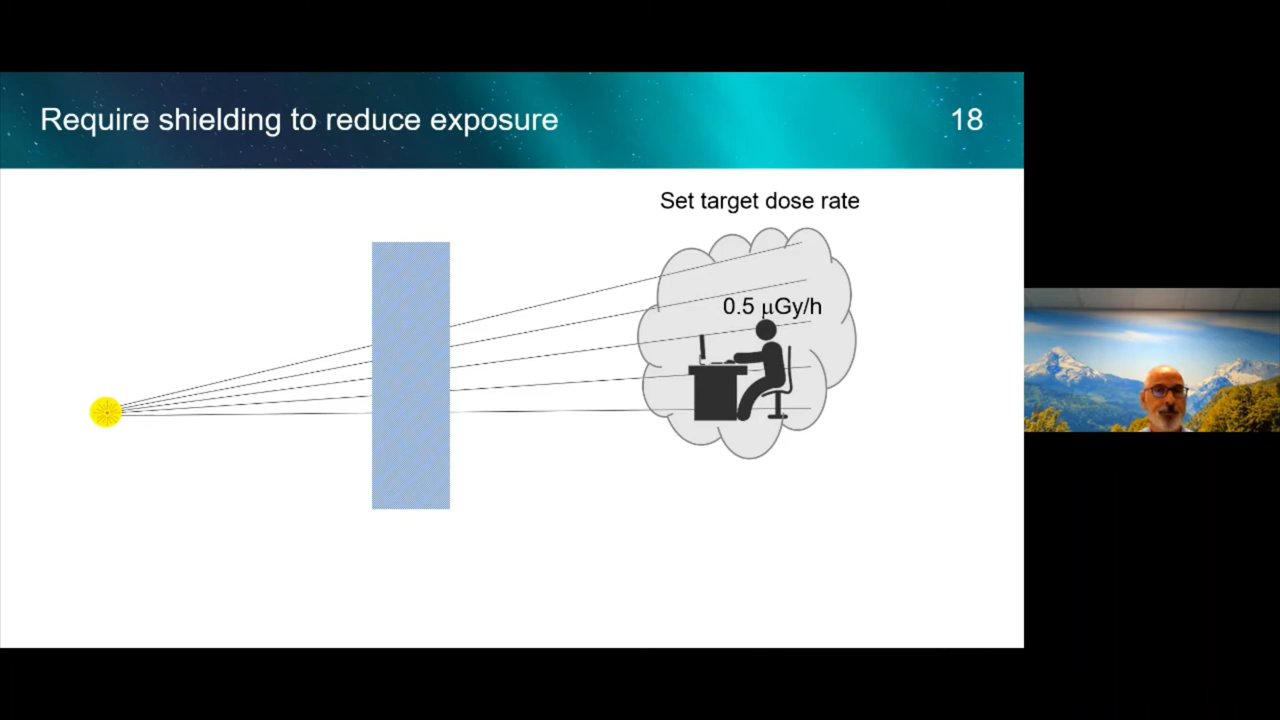 Require shielding to reduce exposure
18
Set target dose rate
0.5 μGy/h